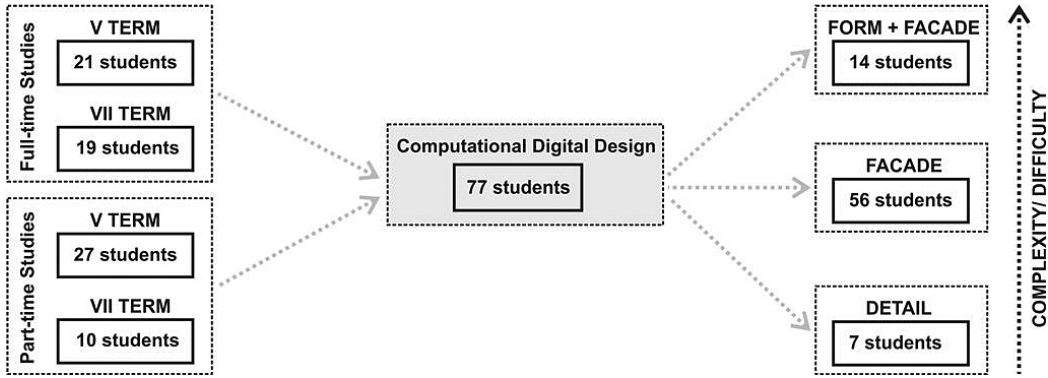 Full-time Studies
V TERM
21 students
VII TERM
19 students
Part-time Studies
V TERM
27 students
VII TERM
10 students
Computational Digital Design
77 students
FORM + FACADE
14 students
FACADE
56 students
DETAIL
7 students
COMPLEXITY/ DIFFICULTY